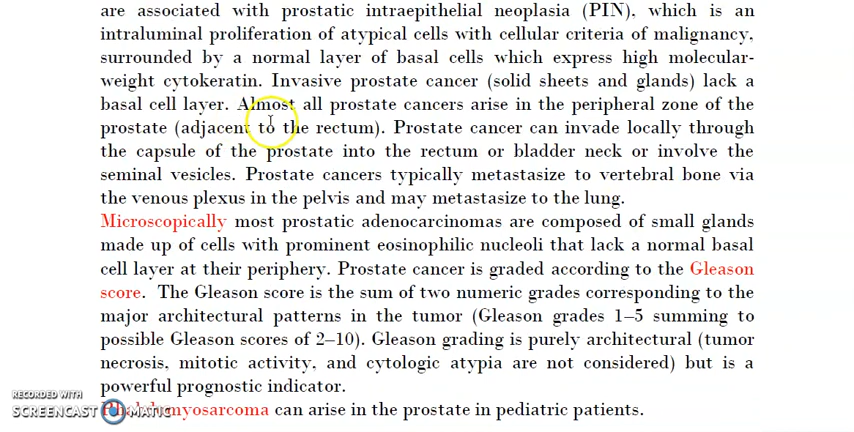 are associated with prostatic intraepithelial neoplasia (PIN), which is an
intraluminal proliferation of atypical cells with cellular criteria of malignancy,
surrounded by a normal layer of basal cells which express high molecular-
weight cytokeratin. Invasive prostate cancer (solid sheets and glands) lack a
basal cell layer. Almost all prostate cancers arise in the peripheral zone of the
prostate (adjacent to the rectum). Prostate cancer can invade locally through
the capsule of the prostate into the rectum or bladder neck or involve the
seminal vesicles. Prostate cancers typically metastasize to vertebral bone via
the venous plexus in the pelvis and may metastasize to the lung.
Microscopically most prostatic adenocarcinomas are composed of small glands
made up of cells with prominent eosinophilic nucleoli that lack a normal basal
cell layer at their periphery. Prostate cancer is graded according to the Gleason
score. The Gleason score is the sum of two numeric grades corresponding to the
major architectural patterns in the tumor (Gleason grades 1–5 summing to
possible Gleason scores of 2–10). Gleason grading is purely architectural (tumor
necrosis, mitotic activity, and cytologic atypia are not considered) but is a
powerful prognostic indicator.
can arise in the prostate in pediatric patients.
RECORDED WITH
SCREENCAST MATIC